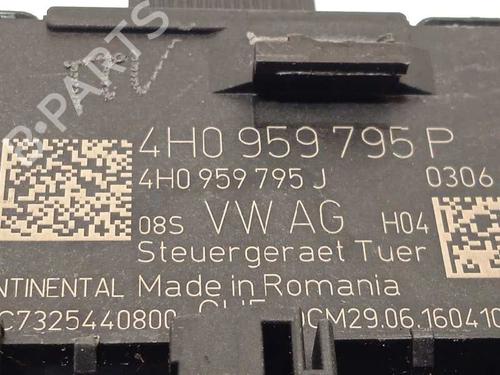 B-PARTS
4H0 959 795 P
4H0 959 795 J 0306
08S VW AG H04
Steuergeraet Tuer
NTINENTAL Made in Romania
C7325440800 0CM29.06.160410